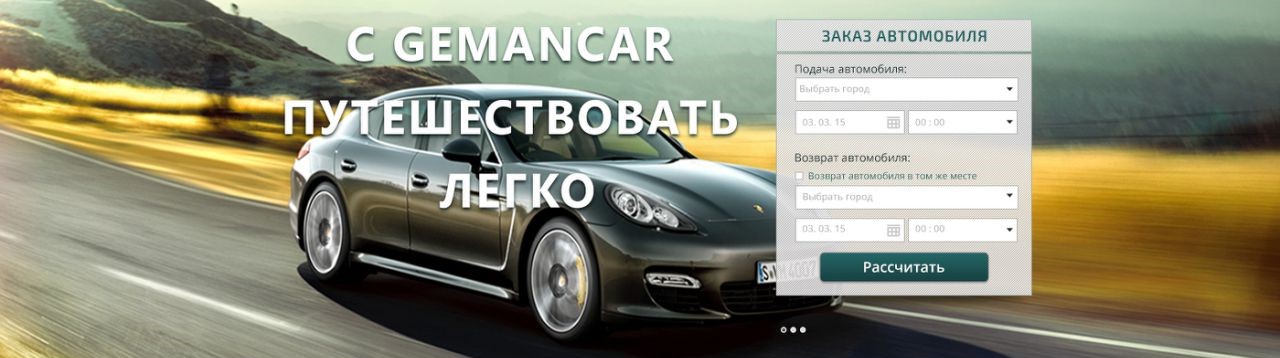 С GEMANCAR
ПУТЕШЕСТВОВАТЬ
ЛЕГКО
ЗАКАЗ АВТОМОБИЛЯ
Подача автомобиля:
Выбрать город
03. 03. 15 00 : 00
Возврат автомобиля:
Возврат автомобиля в том же месте
Выбрать город
03. 03. 15 00 : 00
Рассчитать